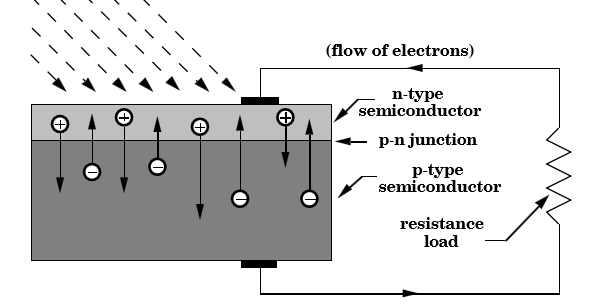 (flow of electrons)
n-type
semiconductor
p-n junction
p-type
semiconductor
resistance
load
+ − + − + − + −